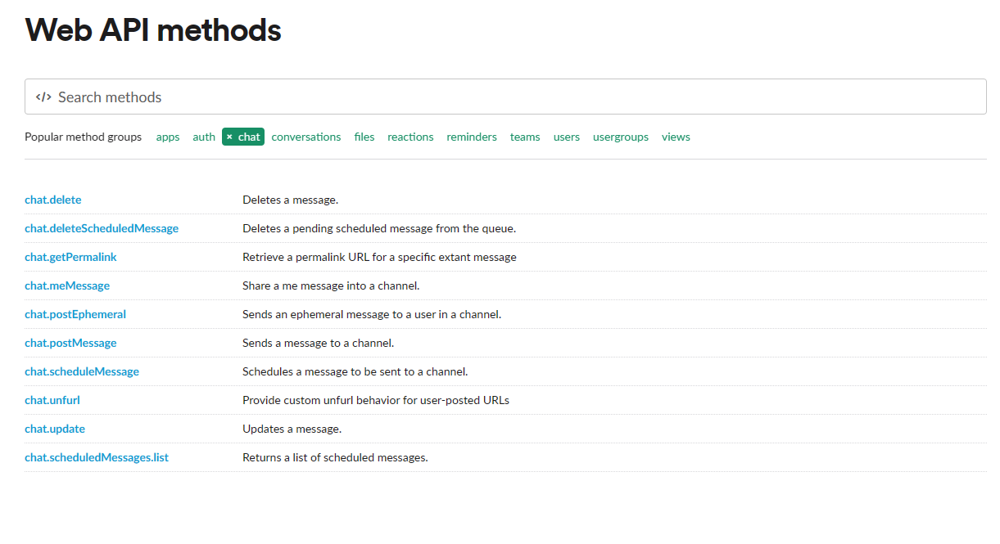 Web API methods
</> Search methods
Popular method groups apps auth × chat conversations files reactions reminders teams users usergroups views
chat.delete Deletes a message.
chat.deleteScheduledMessage Deletes a pending scheduled message from the queue.
chat.getPermalink Retrieve a permalink URL for a specific extant message
chat.meMessage Share a me message into a channel.
chat.postEphemeral Sends an ephemeral message to a user in a channel.
chat.postMessage Sends a message to a channel.
chat.scheduleMessage Schedules a message to be sent to a channel.
chat.unfurl Provide custom unfurl behavior for user-posted URLs
chat.update Updates a message.
chat.scheduledMessages.list Returns a list of scheduled messages.